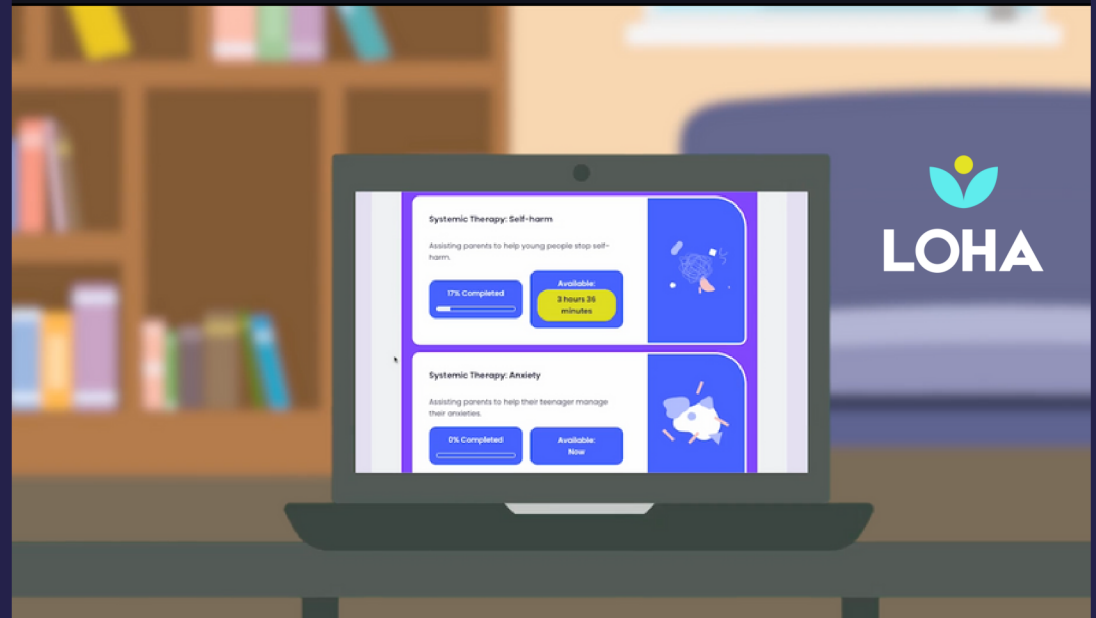 Systemic Therapy: Self-harm
Assisting parents to help young people stop self-
harm.
17% Completed
Available:
3 hours 36
minutes
Systemic Therapy: Anxiety
Assisting parents to help their teenager manage
their anxieties.
0% Completed
Available:
Now
LOHA